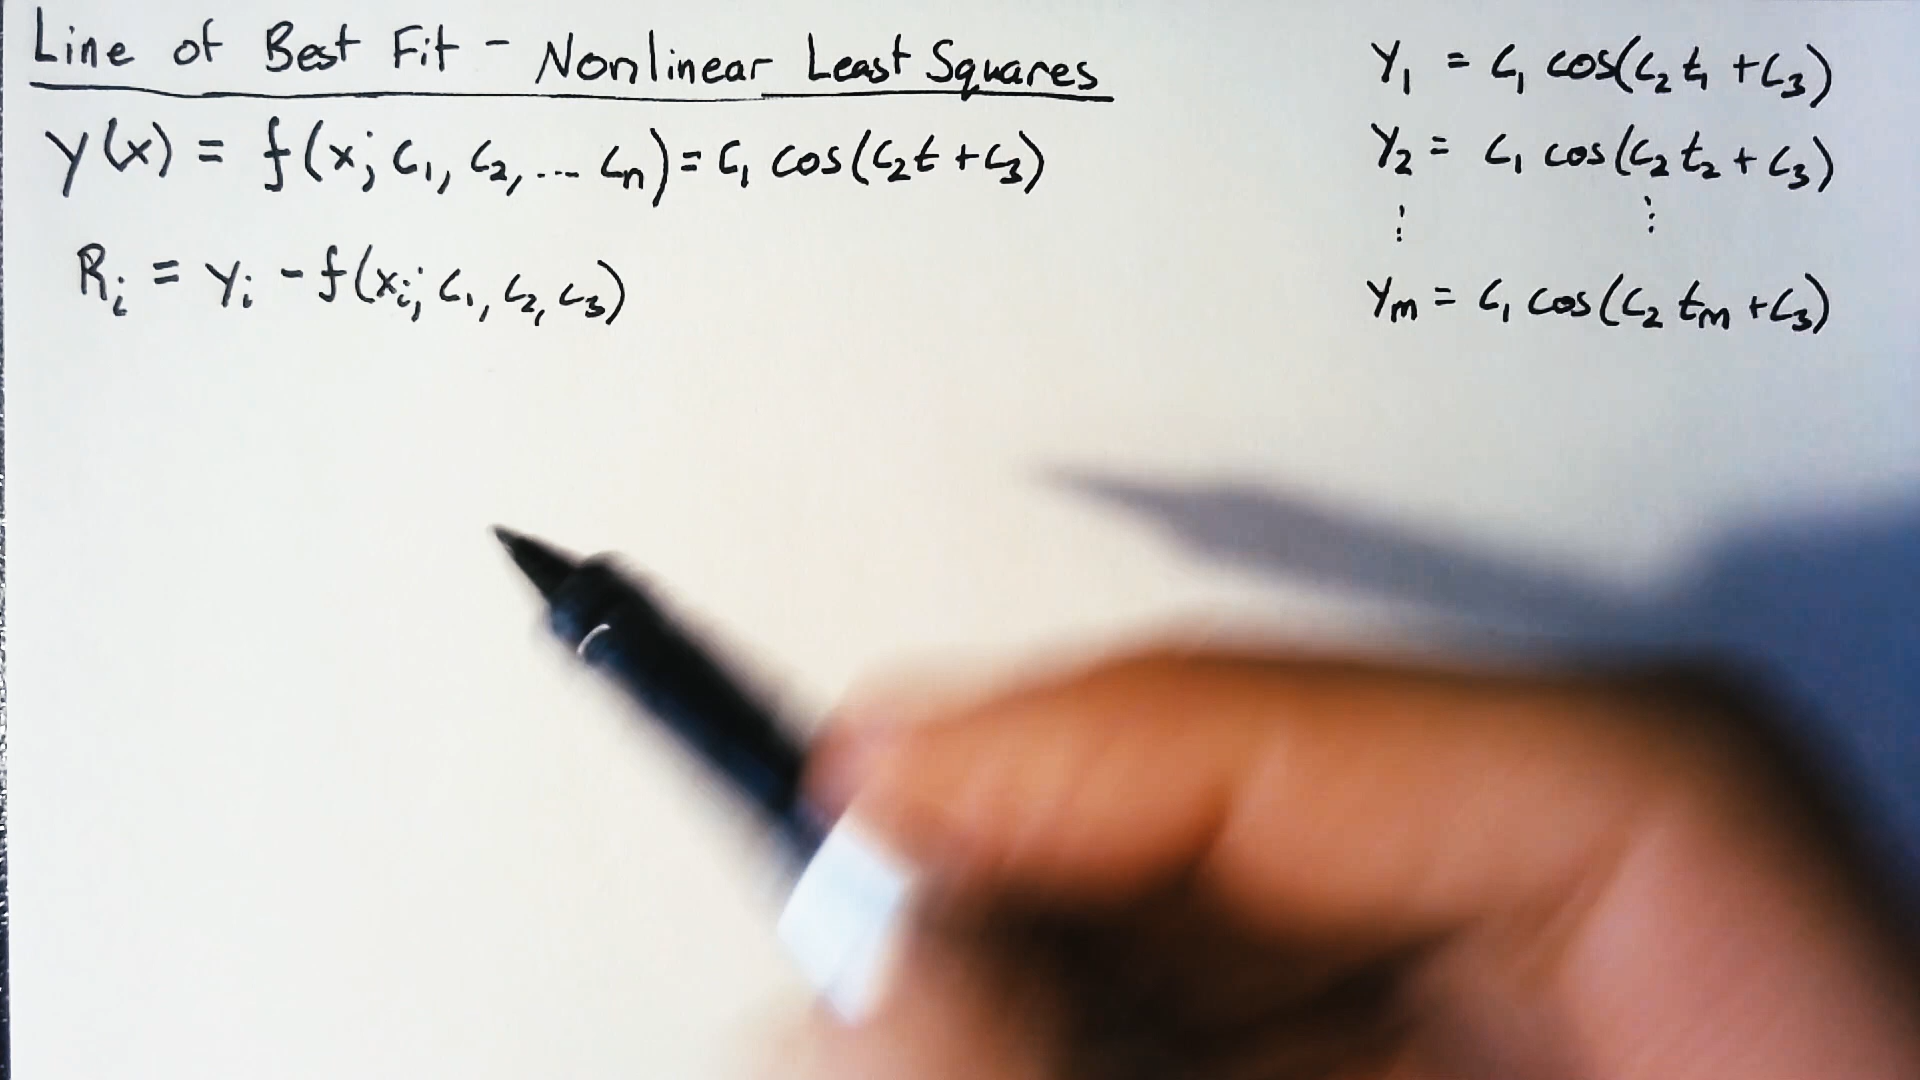 Line of Best Fit - Nonlinear Least Squares
y(x) = f(x; c₁, c₂, ... cₙ) = c₁ cos(c₂t + c₃)
Rᵢ = yᵢ - f(xᵢ; c₁, c₂, c₃)
y₁ = c₁ cos(c₂ t₁ + c₃)
y₂ = c₁ cos(c₂ t₂ + c₃)
⋮ ⋮
yₘ = c₁ cos(c₂ tₘ + c₃)